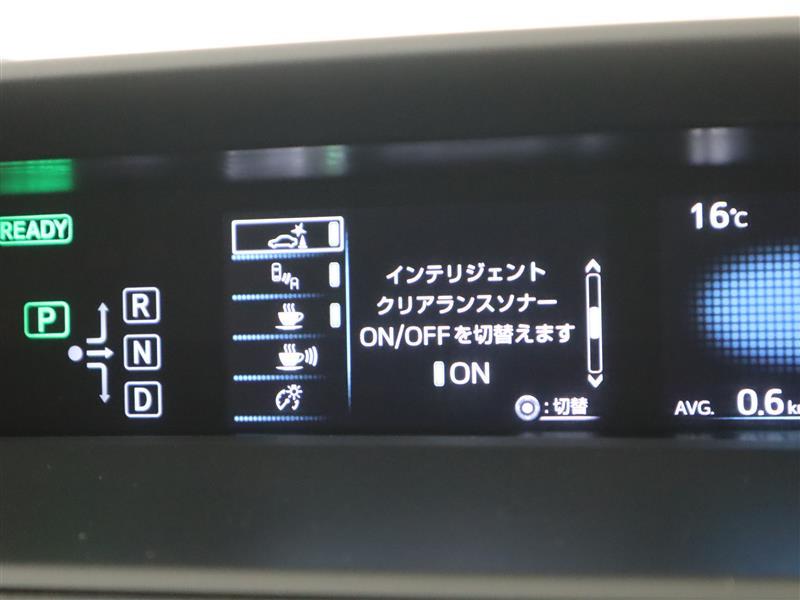 READY
P
R
N
D
A
インテリジェント
クリアランスソナー
ON/OFFを切替えます
ON
:切替
16℃
AVG. 0.6